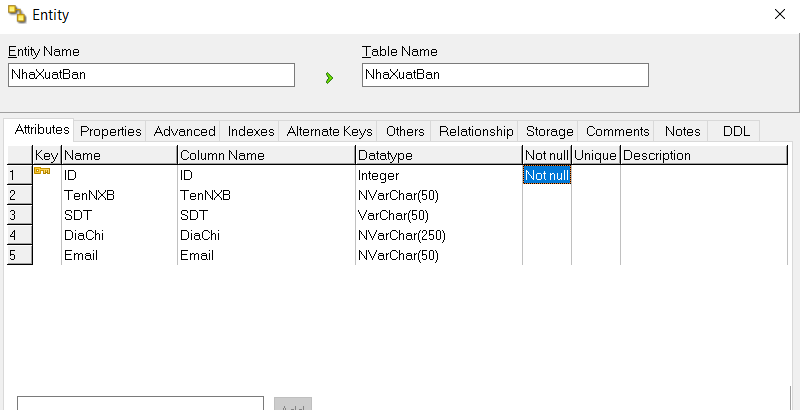 Entity
Entity Name
Table Name
NhaXuatBan
NhaXuatBan
Attributes Properties Advanced Indexes Alternate Keys Others Relationship Storage Comments Notes DDL
Key Name Column Name Datatype Not null Unique Description
1 ID ID Integer Not null
2 TenNXB TenNXB NVarChar(50)
3 SDT SDT VarChar(50)
4 DiaChi DiaChi NVarChar(250)
5 Email Email NVarChar(50)
Add